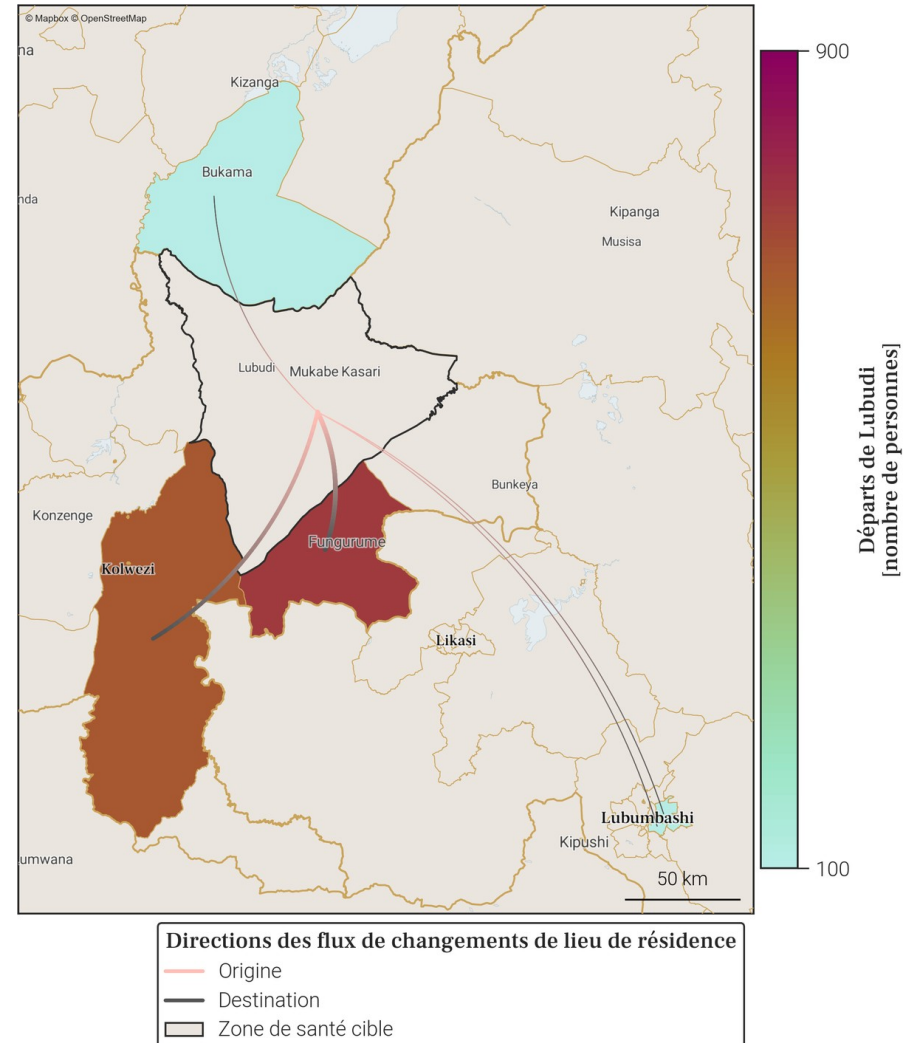 © Mapbox © OpenStreetMap
na
Kizanga
Bukama
nda
Kipanga
Musisa
Lubudi
Mukabe Kasari
Bunkeya
Konzenge
Fungurume
Kolwezi
Likasi
Lubumbashi
Kipushi
umwana
50 km
900
100
Départs de Lubudi
[nombre de personnes]
Directions des flux de changements de lieu de résidence
Origine
Destination
Zone de santé cible